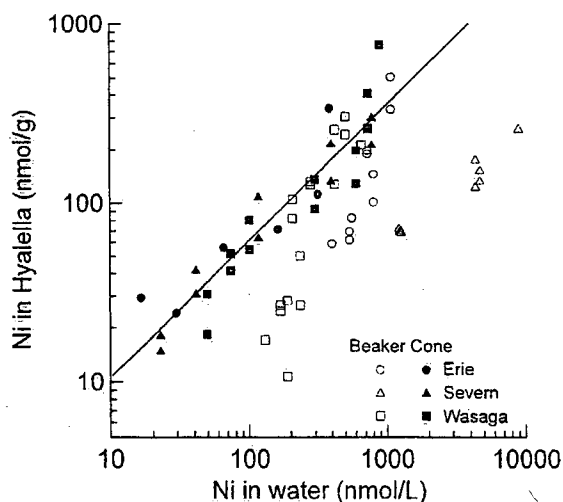 1000
100
10
Ni in Hyalella (nmol/g)
Beaker Cone
Erie
Severn
Wasaga
10 100 1000 10000
Ni in water (nmol/L)